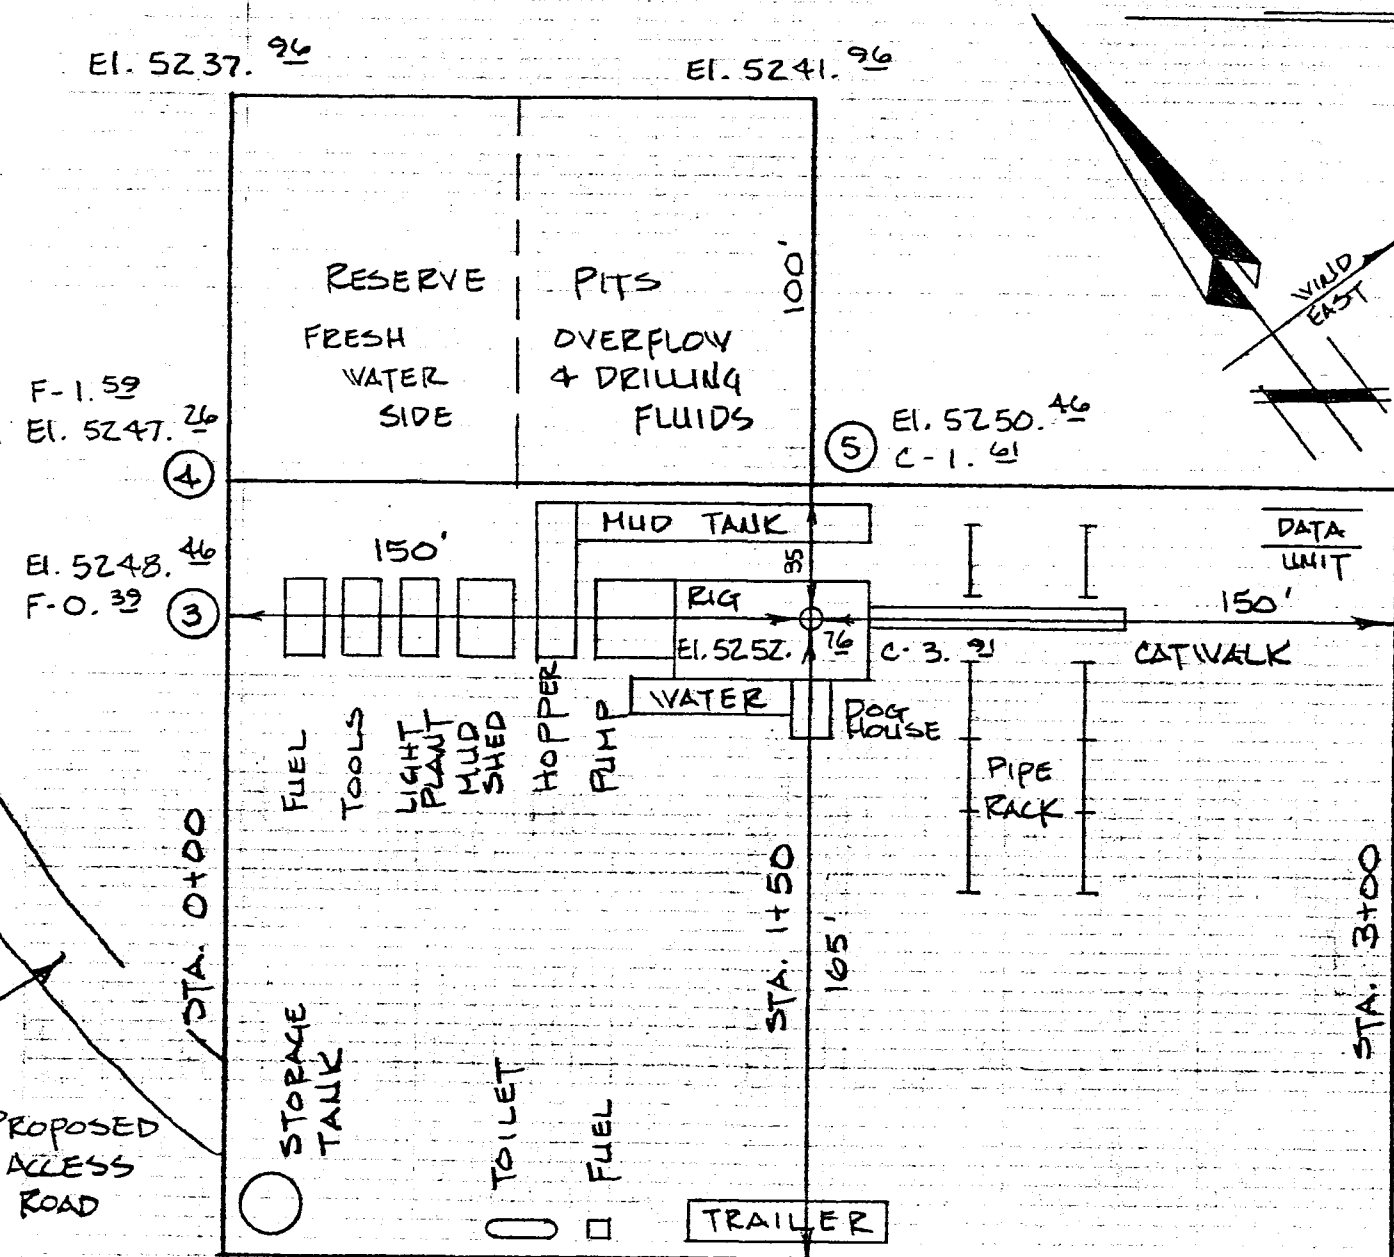 El. 5237.96
El. 5241.96
RESERVE PITS
FRESH
WATER
SIDE
OVERFLOW
& DRILLING
FLUIDS
100'
WIND
EAST
F-1.59
El. 5247.26
4
5
El. 5250.46
C-1.61
El. 5248.46
F-0.39
3
150'
MUD TANK
35
DATA
UNIT
RIG
El. 5252.76
C-3.91
150'
CATWALK
WATER
DOG
HOUSE
FUEL
TOOLS
LIGHT
PLANT
MUD
SHED
HOPPER
PUMP
PIPE
RACK
STA. 0+00
STA. 1+50
165'
STA. 3+00
PROPOSED
ACCESS
ROAD
STORAGE
TANK
TOILET
FUEL
TRAILER